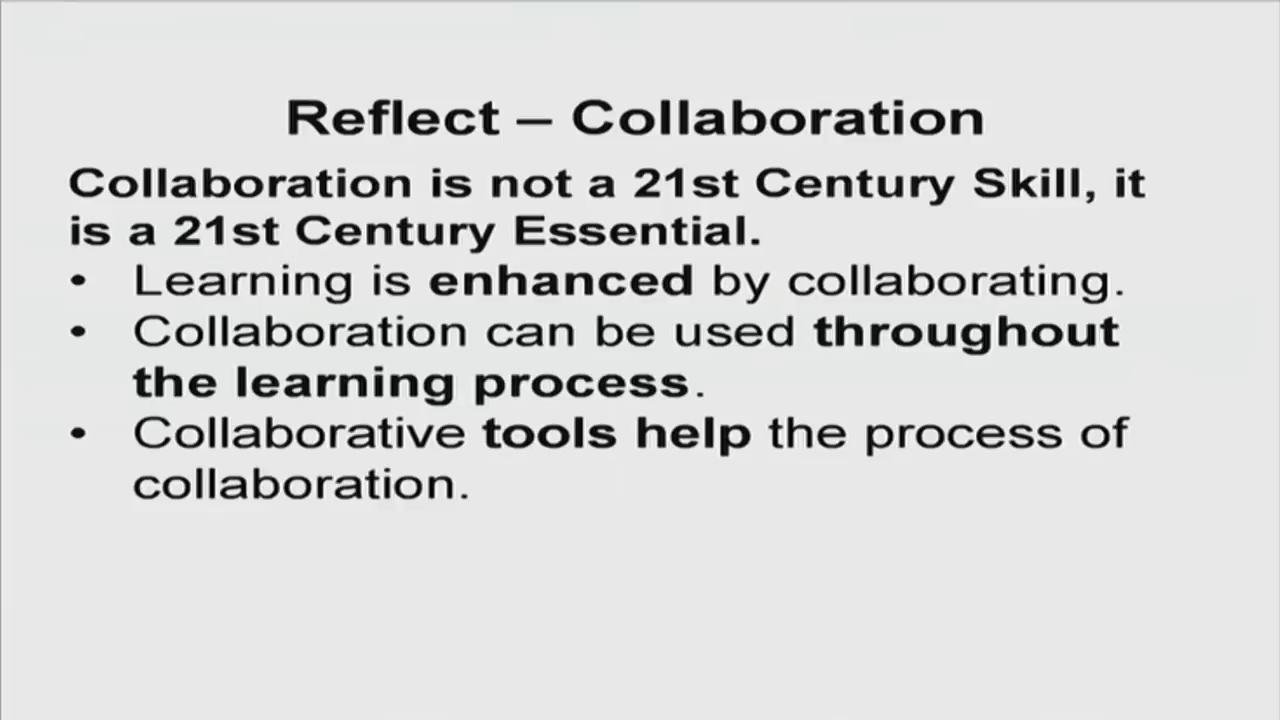 Reflect – Collaboration
Collaboration is not a 21st Century Skill, it
is a 21st Century Essential.
• Learning is enhanced by collaborating.
• Collaboration can be used throughout
the learning process.
• Collaborative tools help the process of
collaboration.